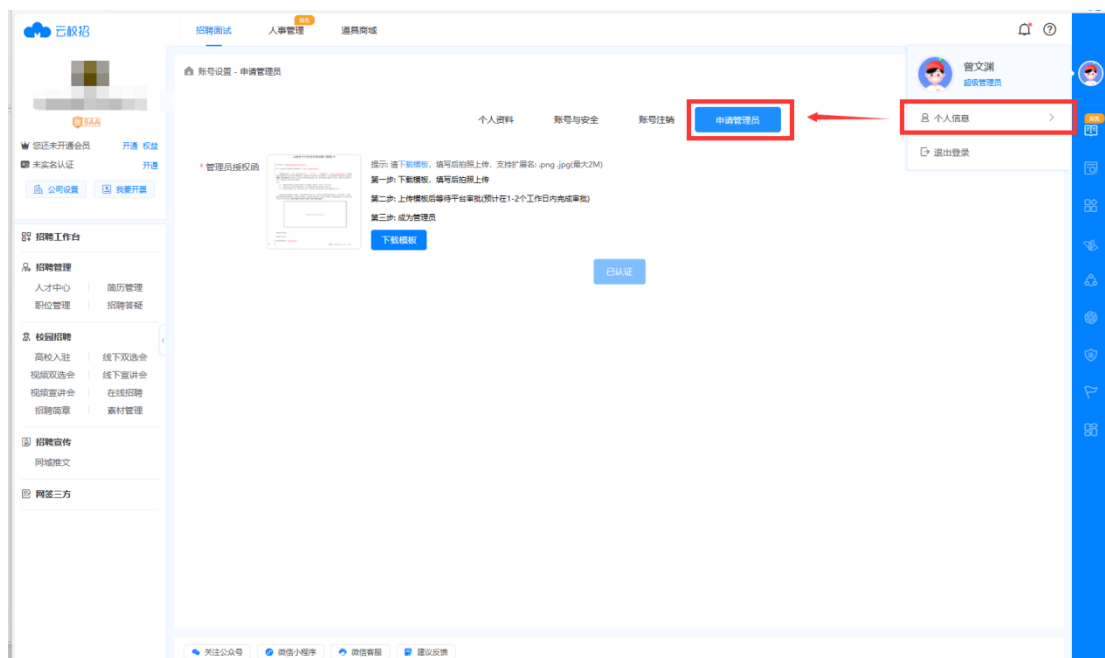 云校招
招聘面试 人事管理 道具商城
账号设置 - 申请管理员
曾文渊
超级管理员
个人信息
退出登录
个人资料 账号与安全 账号注销 申请管理员
您还未开通会员 开通 权益
未实名认证 开通
公司设置 我要开票
* 管理员授权函
提示: 请下载模板，填写后拍照上传，支持扩展名: .png .jpg(最大2M)
第一步: 下载模板，填写后拍照上传
第二步: 上传模板后等待平台审批(预计在1-2个工作日内完成审批)
第三步: 成为管理员
下载模板
已认证
招聘工作台
招聘管理
人才中心 简历管理
职位管理 招聘答疑
校园招聘
高校入驻 线下双选会
视频双选会 线下宣讲会
视频宣讲会 在线招聘
招聘简章 素材管理
招聘宣传
同城推文
网签三方
关注公众号 微信小程序 微信客服 建议反馈